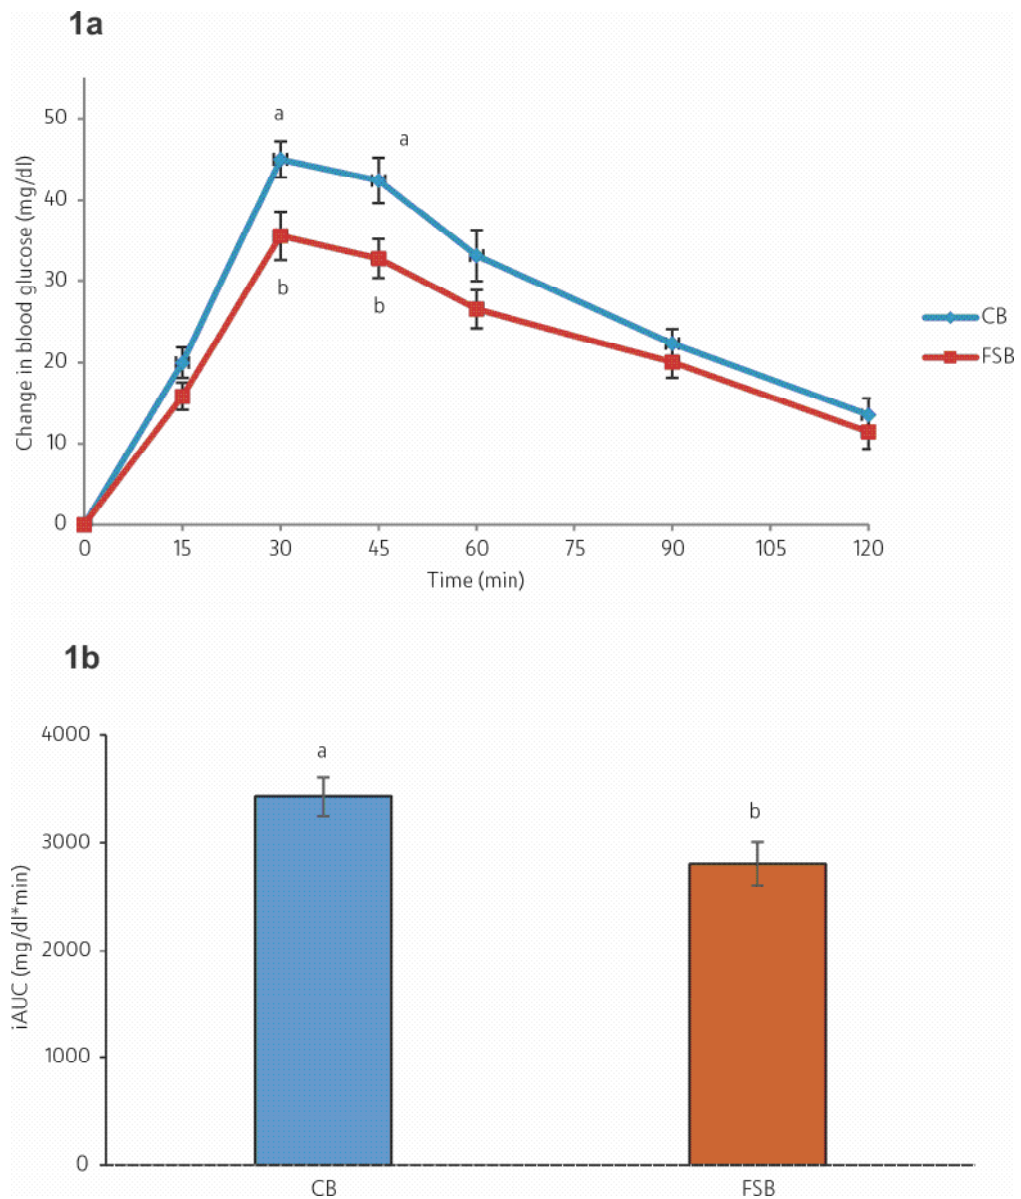 1a
50
40
30
20
10
0
Change in blood glucose (mg/dl)
a
a
b
b
CB
FSB
0 15 30 45 60 75 90 105 120
Time (min)
1b
4000
3000
2000
1000
0
iAUC (mg/dl*min)
a
b
CB FSB